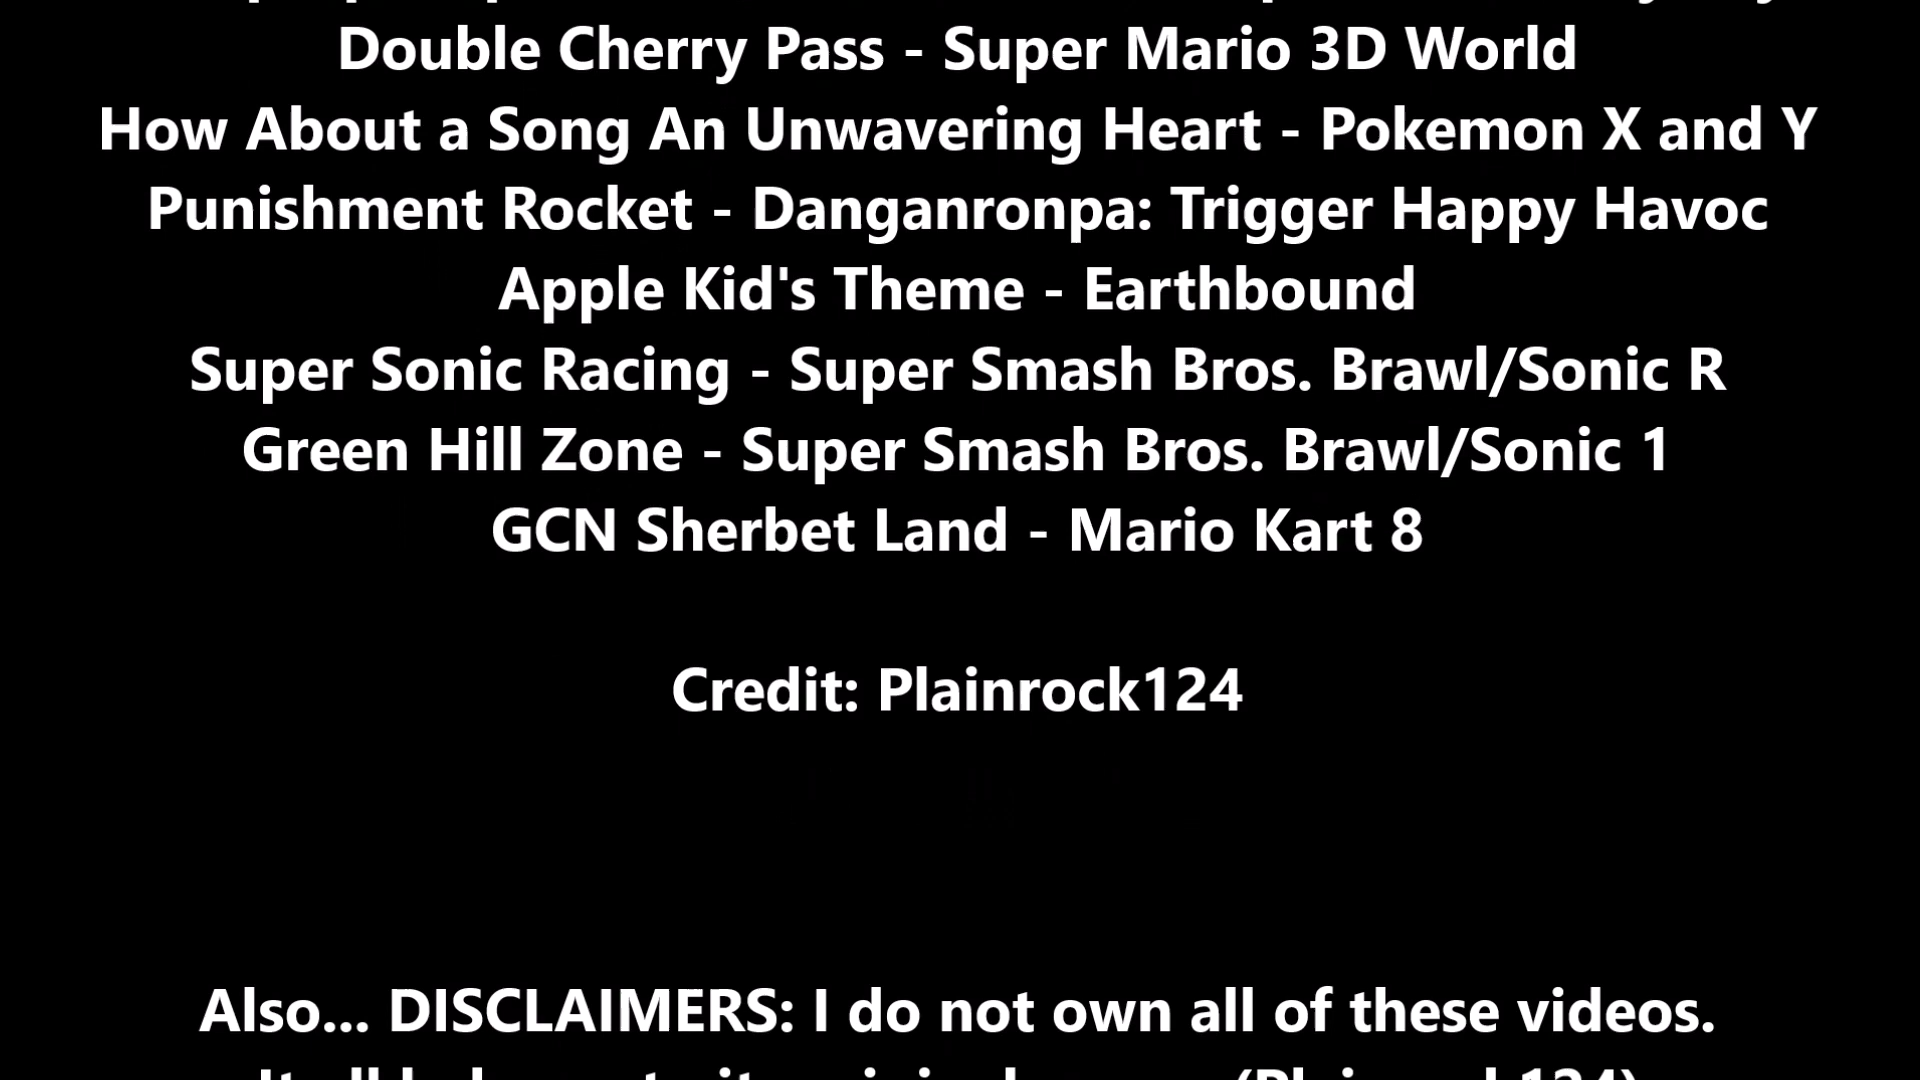 Double Cherry Pass - Super Mario 3D World
How About a Song An Unwavering Heart - Pokemon X and Y
Punishment Rocket - Danganronpa: Trigger Happy Havoc
Apple Kid's Theme - Earthbound
Super Sonic Racing - Super Smash Bros. Brawl/Sonic R
Green Hill Zone - Super Smash Bros. Brawl/Sonic 1
GCN Sherbet Land - Mario Kart 8
Credit: Plainrock124
Also... DISCLAIMERS: I do not own all of these videos.